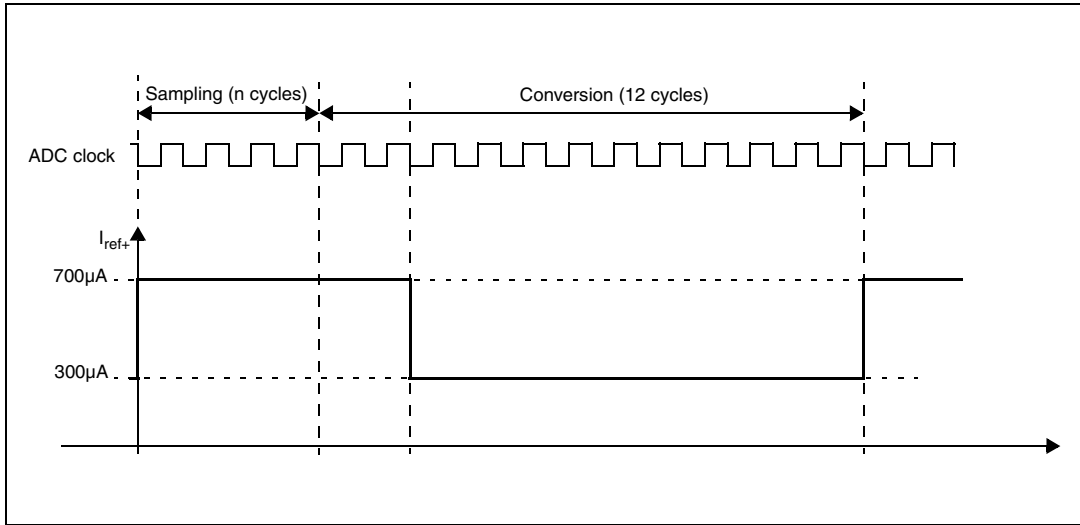 Sampling (n cycles)
Conversion (12 cycles)
ADC clock
Iref+
700µA
300µA